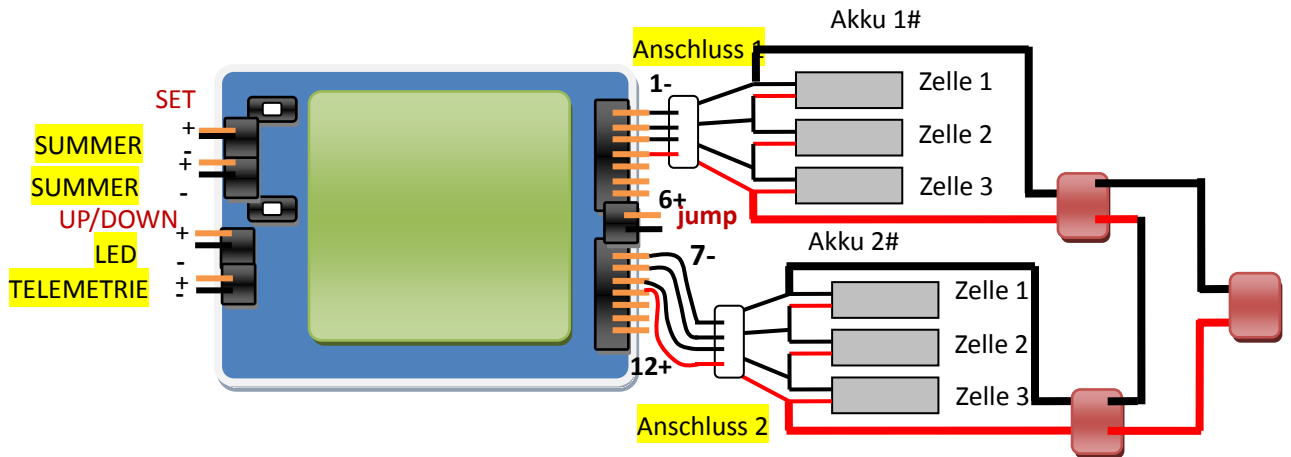 SET
+
SUMMER
-
+
SUMMER
-
UP/DOWN
+
LED
-
TELEMETRIE
+
-
Anschluss 1
1-
6+
jump
7-
12+
Anschluss 2
Akku 1#
Zelle 1
Zelle 2
Zelle 3
Akku 2#
Zelle 1
Zelle 2
Zelle 3